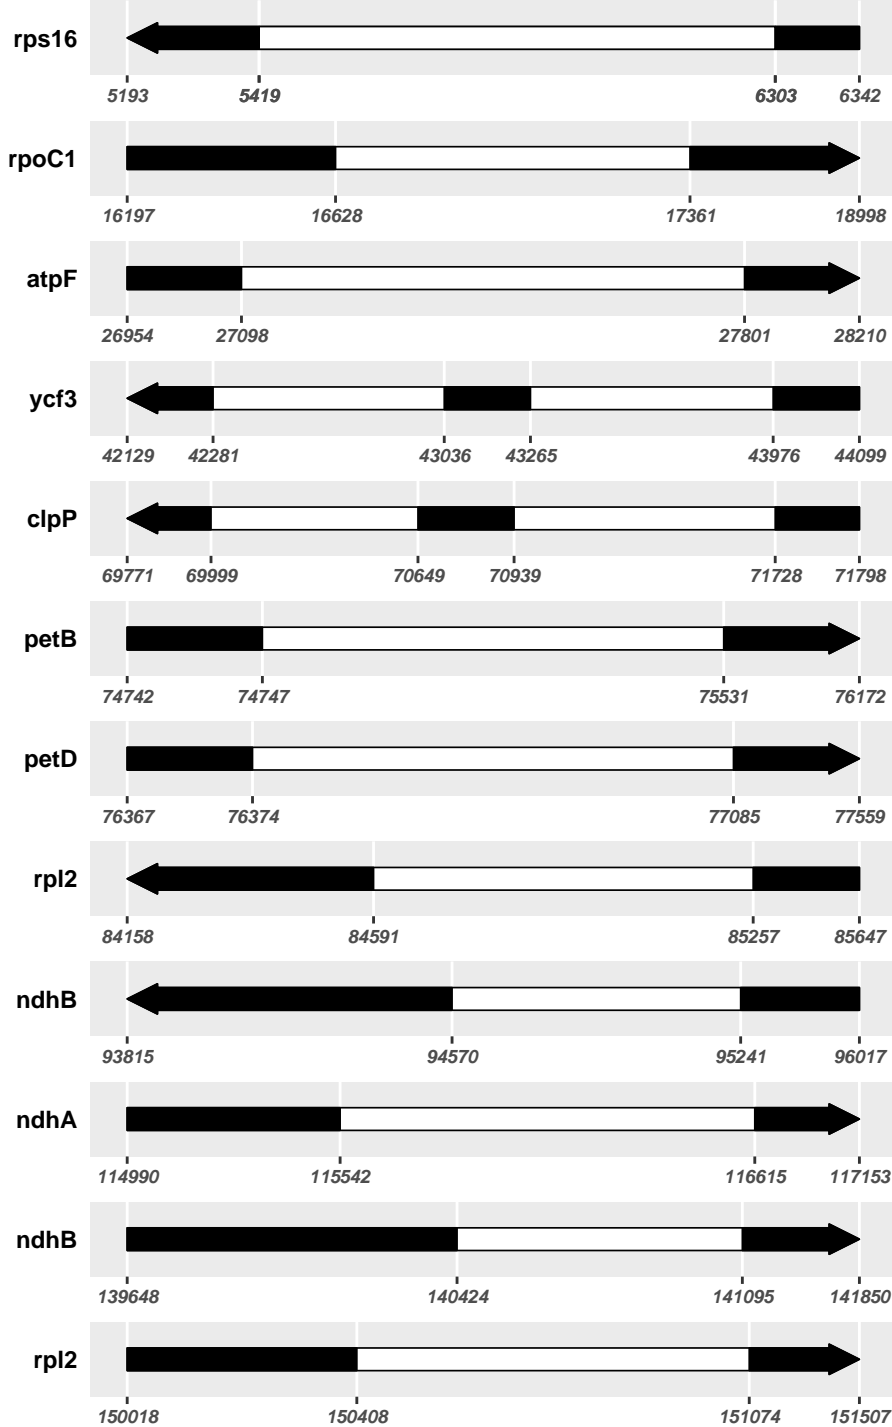 rps16
5193 5419 6303 6342
rpoC1
16197 16628 17361 18998
atpF
26954 27098 27801 28210
ycf3
42129 42281 43036 43265 43976 44099
clpP
69771 69999 70649 70939 71728 71798
petB
74742 74747 75531 76172
petD
76367 76374 77085 77559
rpl2
84158 84591 85257 85647
ndhB
93815 94570 95241 96017
ndhA
114990 115542 116615 117153
ndhB
139648 140424 141095 141850
rpl2
150018 150408 151074 151507